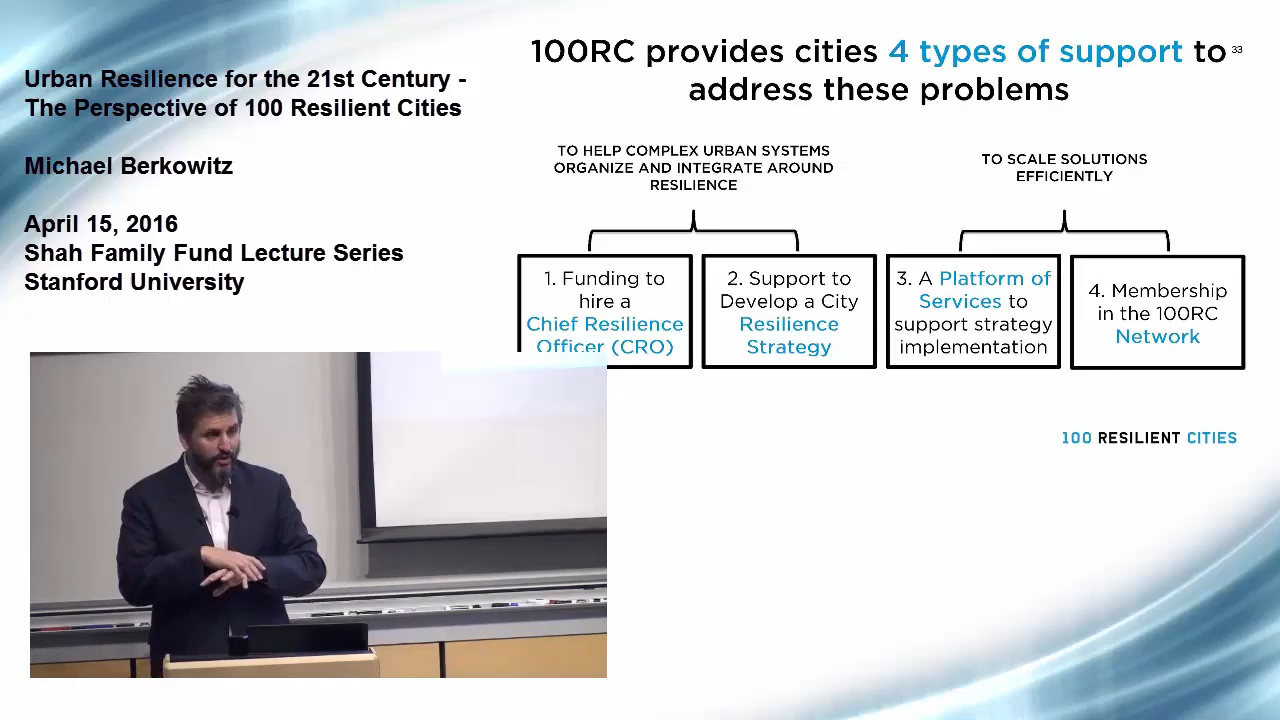 Urban Resilience for the 21st Century -
The Perspective of 100 Resilient Cities
Michael Berkowitz
April 15, 2016
Shah Family Fund Lecture Series
Stanford University
100RC provides cities 4 types of support to
address these problems
33
TO HELP COMPLEX URBAN SYSTEMS
ORGANIZE AND INTEGRATE AROUND
RESILIENCE
TO SCALE SOLUTIONS
EFFICIENTLY
1. Funding to
hire a
Chief Resilience
Officer (CRO)
2. Support to
Develop a City
Resilience
Strategy
3. A Platform of
Services to
support strategy
implementation
4. Membership
in the 100RC
Network
100 RESILIENT CITIES